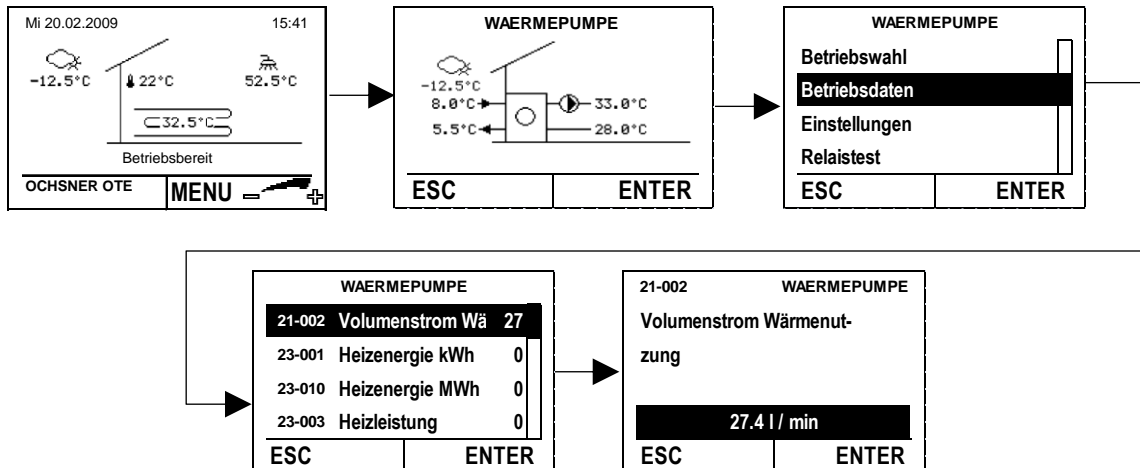 Mi 20.02.2009 15:41
-12.5°C 22°C 52.5°C
32.5°C
Betriebsbereit
OCHSNER OTE MENU
WAERMEPUMPE
-12.5°C
8.0°C 33.0°C
5.5°C 28.0°C
ESC ENTER
WAERMEPUMPE
Betriebswahl
Betriebsdaten
Einstellungen
Relaistest
ESC ENTER
WAERMEPUMPE
21-002 Volumenstrom Wä 27
23-001 Heizenergie kWh 0
23-010 Heizenergie MWh 0
23-003 Heizleistung 0
ESC ENTER
21-002 WAERMEPUMPE
Volumenstrom Wärmenut-
zung
27.4 l / min
ESC ENTER